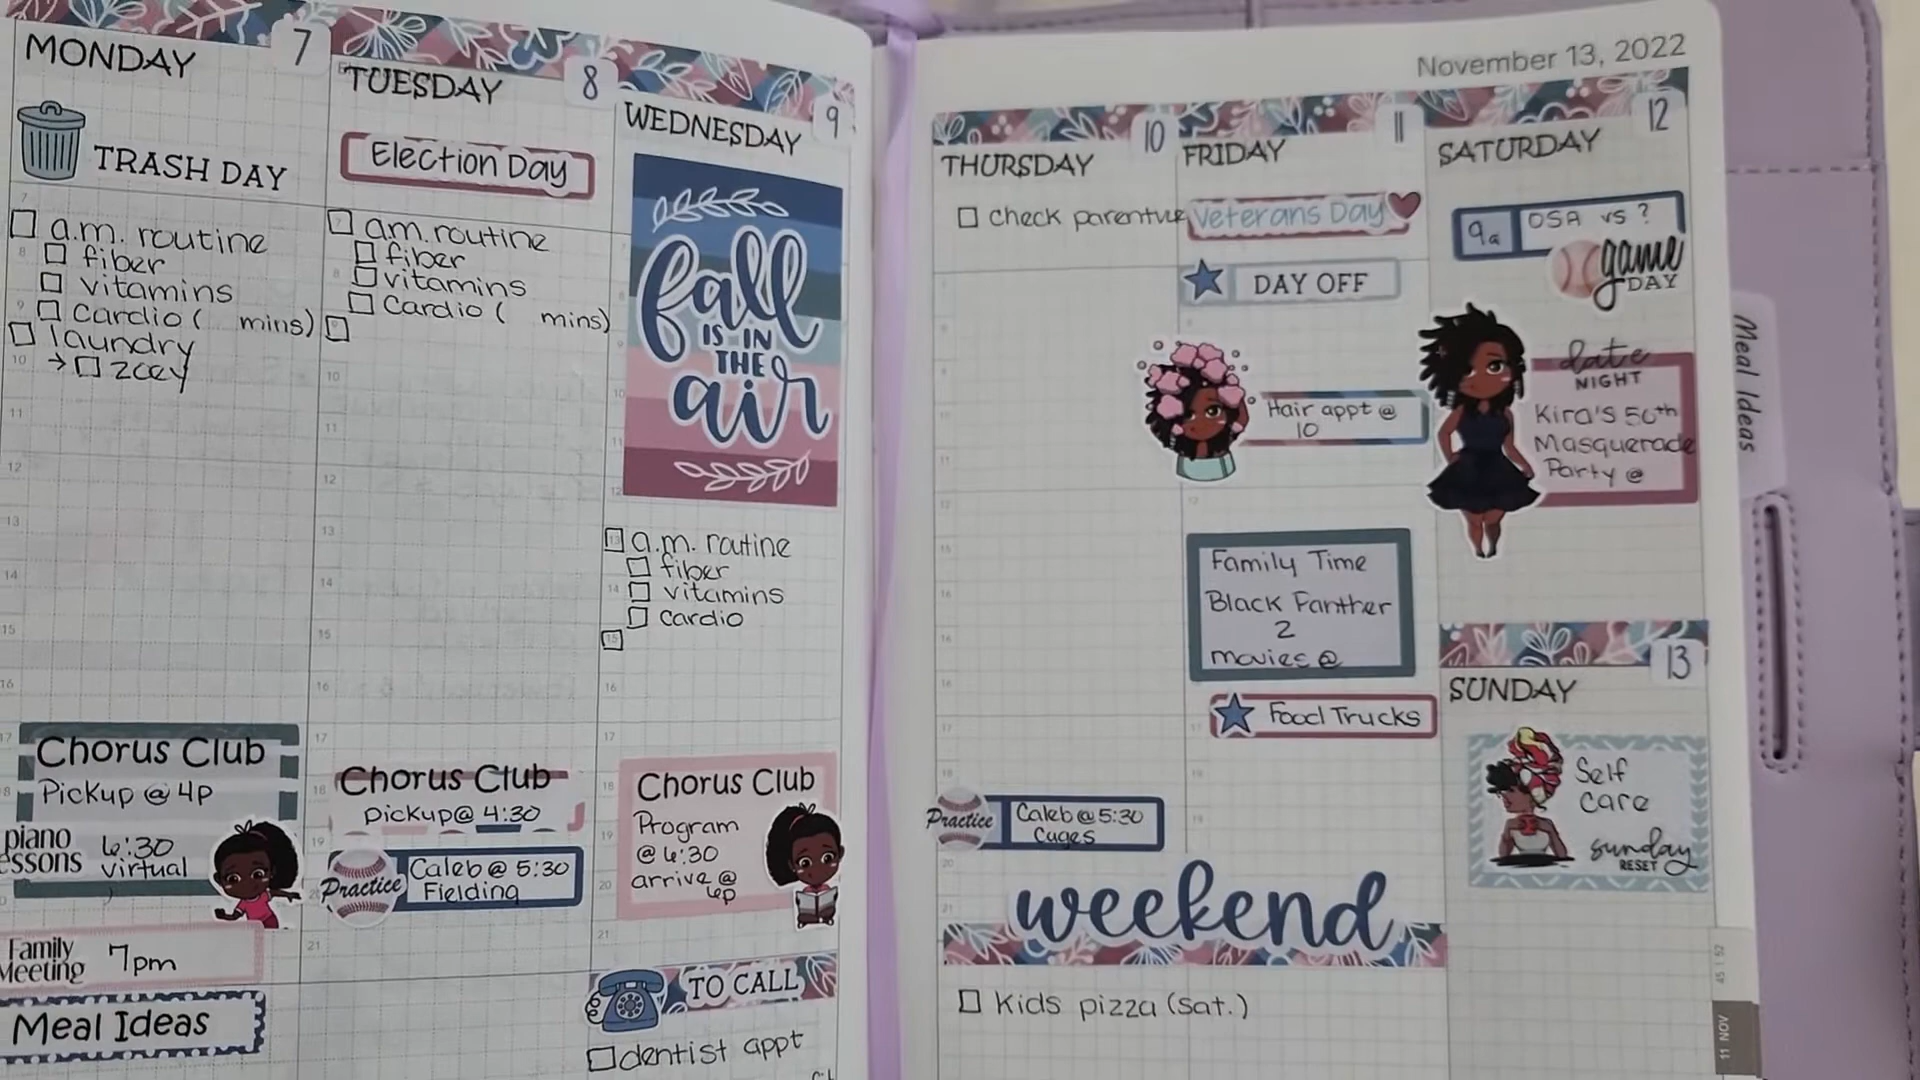 MONDAY 7
TRASH DAY
a.m. routine
fiber
vitamins
Cardio ( mins)
laundry
→ zoey
Chorus Club
Pickup @ 4p
piano
essons
6:30
virtual
Family
Meeting
7pm
Meal Ideas
TUESDAY 8
Election Day
am. routine
fiber
vitamins
Cardio ( mins)
Chorus Club
pickup@ 4:30
Practice
Caleb @ 5:30
Fielding
WEDNESDAY 9
fall
IS IN
THE
air
a.m. routine
fiber
vitamins
cardio
Chorus Club
Program
@ 6:30
arrive @
6p
TO CALL
dentist appt
November 13, 2022
THURSDAY 10
check parentvue
Practice
Caleb @ 5:30
Cages
weekend
Kids pizza (sat.)
FRIDAY 11
Veterans Day
DAY OFF
Hair appt @
10
Family Time
Black Panther
2
movies @
Food Trucks
SATURDAY 12
9a
OSA vs ?
game
DAY
date
NIGHT
Kira's 50th
Masquerade
Party @
13
SUNDAY
Self
care
sunday
RESET
Meal Ideas
45 | 52
11 NOV